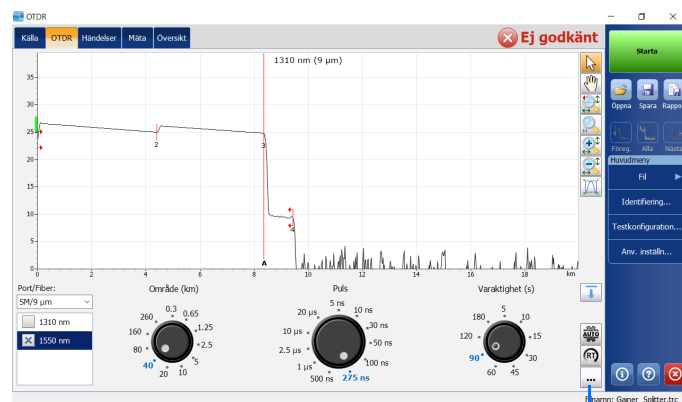 OTDR
Källa OTDR Händelser Mäta Översikt
Ej godkänt
1310 nm (9 µm)
35
30
25
20
15
10
5
0
2
3
4
A
2 4 6 8 10 12 14 16 18 km
Port/Fiber:
SM/9 µm
1310 nm
1550 nm
Område (km)
0.3 0.65 1.25 2.5 5 10 20 40 80 160 260
Puls
5 ns 10 ns 30 ns 50 ns 100 ns 275 ns 500 ns 1 µs 2.5 µs 10 µs 20 µs
Varaktighet (s)
5 10 15 30 45 60 90 120 180
AUTO
RT
...
Starta
Öppna Spara Rappo
Föreg. Alla Nästa
Huvudmeny
Fil
Identifiering...
Testkonfiguration...
Anv. inställn...
Filnamn: Gainer_Splitter.trc